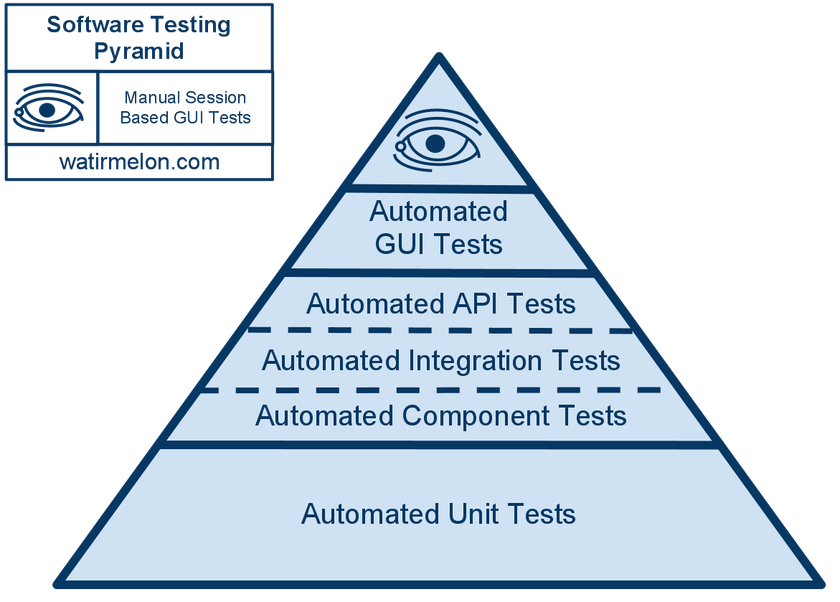 Software Testing
Pyramid
Manual Session
Based GUI Tests
watirmelon.com
Automated
GUI Tests
Automated API Tests
Automated Integration Tests
Automated Component Tests
Automated Unit Tests